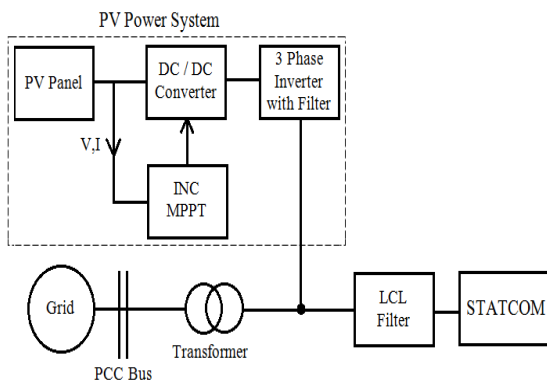 PV Power System
PV Panel
DC / DC
Converter
3 Phase
Inverter
with Filter
V,I
INC
MPPT
Grid
PCC Bus
Transformer
LCL
Filter
STATCOM